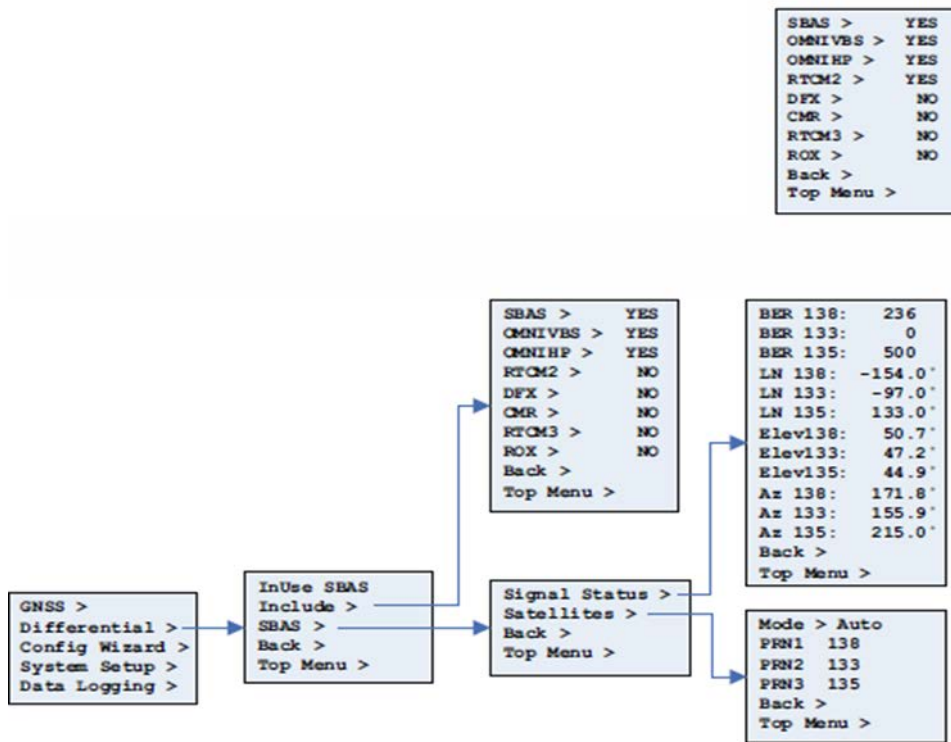 SBAS > YES
OMNIVBS > YES
OMNIHP > YES
RTCM2 > YES
DFX > NO
CMR > NO
RTCM3 > NO
ROX > NO
Back >
Top Menu >
SBAS > YES
OMNIVBS > YES
OMNIHP > YES
RTCM2 > NO
DFX > NO
CMR > NO
RTCM3 > NO
ROX > NO
Back >
Top Menu >
BER 138: 236
BER 133: 0
BER 135: 500
LN 138: -154.0°
LN 133: -97.0°
LN 135: 133.0°
Elev138: 50.7°
Elev133: 47.2°
Elev135: 44.9°
Az 138: 171.8°
Az 133: 155.9°
Az 135: 215.0°
Back >
Top Menu >
GNSS >
Differential >
Config Wizard >
System Setup >
Data Logging >
InUse SBAS
Include >
SBAS >
Back >
Top Menu >
Signal Status >
Satellites >
Back >
Top Menu >
Mode > Auto
PRN1 138
PRN2 133
PRN3 135
Back >
Top Menu >